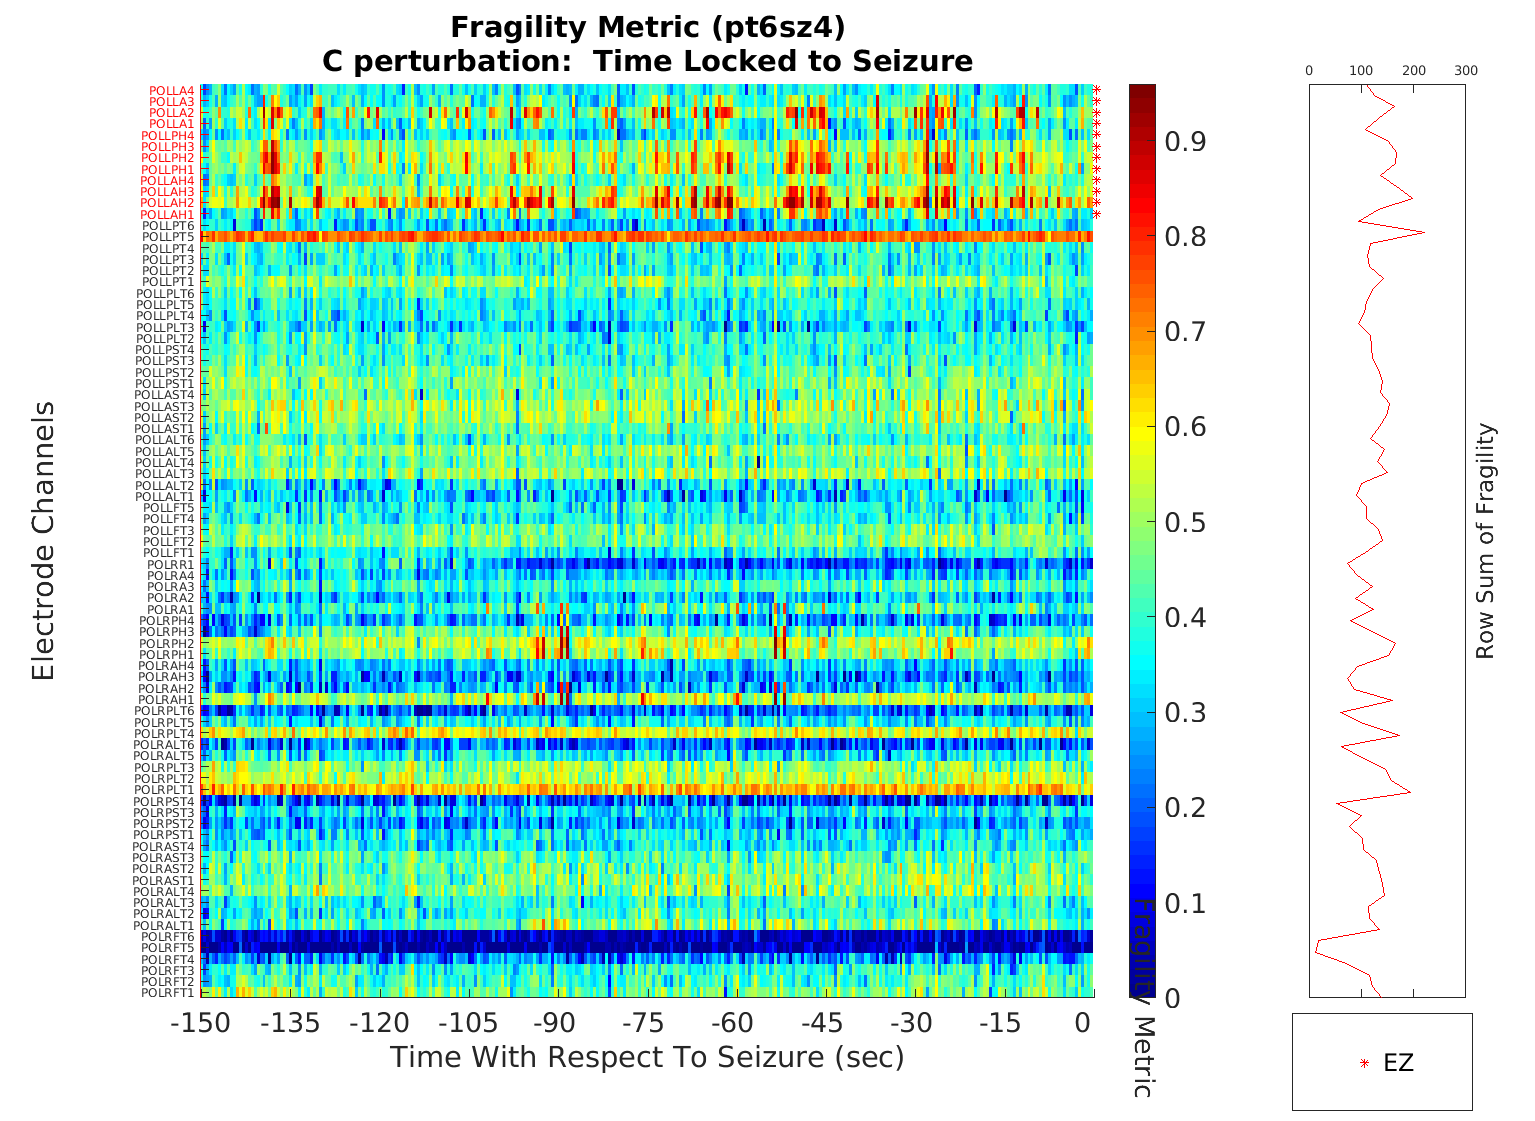 Fragility Metric (pt6sz4)
C perturbation:  Time Locked to Seizure
0 100 200 300
POLLA4
POLLA3
POLLA2
POLLA1
POLLPH4
POLLPH3
POLLPH2
POLLPH1
POLLAH4
POLLAH3
POLLAH2
POLLAH1
POLLPT6
POLLPT5
POLLPT4
POLLPT3
POLLPT2
POLLPT1
POLLPLT6
POLLPLT5
POLLPLT4
POLLPLT3
POLLPLT2
POLLPST4
POLLPST3
POLLPST2
POLLPST1
POLLAST4
POLLAST3
POLLAST2
POLLAST1
POLLALT6
POLLALT5
POLLALT4
POLLALT3
POLLALT2
POLLALT1
POLLFT5
POLLFT4
POLLFT3
POLLFT2
POLLFT1
POLRR1
POLRA4
POLRA3
POLRA2
POLRA1
POLRPH4
POLRPH3
POLRPH2
POLRPH1
POLRAH4
POLRAH3
POLRAH2
POLRAH1
POLRPLT6
POLRPLT5
POLRPLT4
POLRALT6
POLRALT5
POLRPLT3
POLRPLT2
POLRPLT1
POLRPST4
POLRPST3
POLRPST2
POLRPST1
POLRAST4
POLRAST3
POLRAST2
POLRAST1
POLRALT4
POLRALT3
POLRALT2
POLRALT1
POLRFT6
POLRFT5
POLRFT4
POLRFT3
POLRFT2
POLRFT1
Electrode Channels
-150 -135 -120 -105 -90 -75 -60 -45 -30 -15 0
Time With Respect To Seizure (sec)
0.9
0.8
0.7
0.6
0.5
0.4
0.3
0.2
0.1
0
Fragility Metric
Row Sum of Fragility
EZ